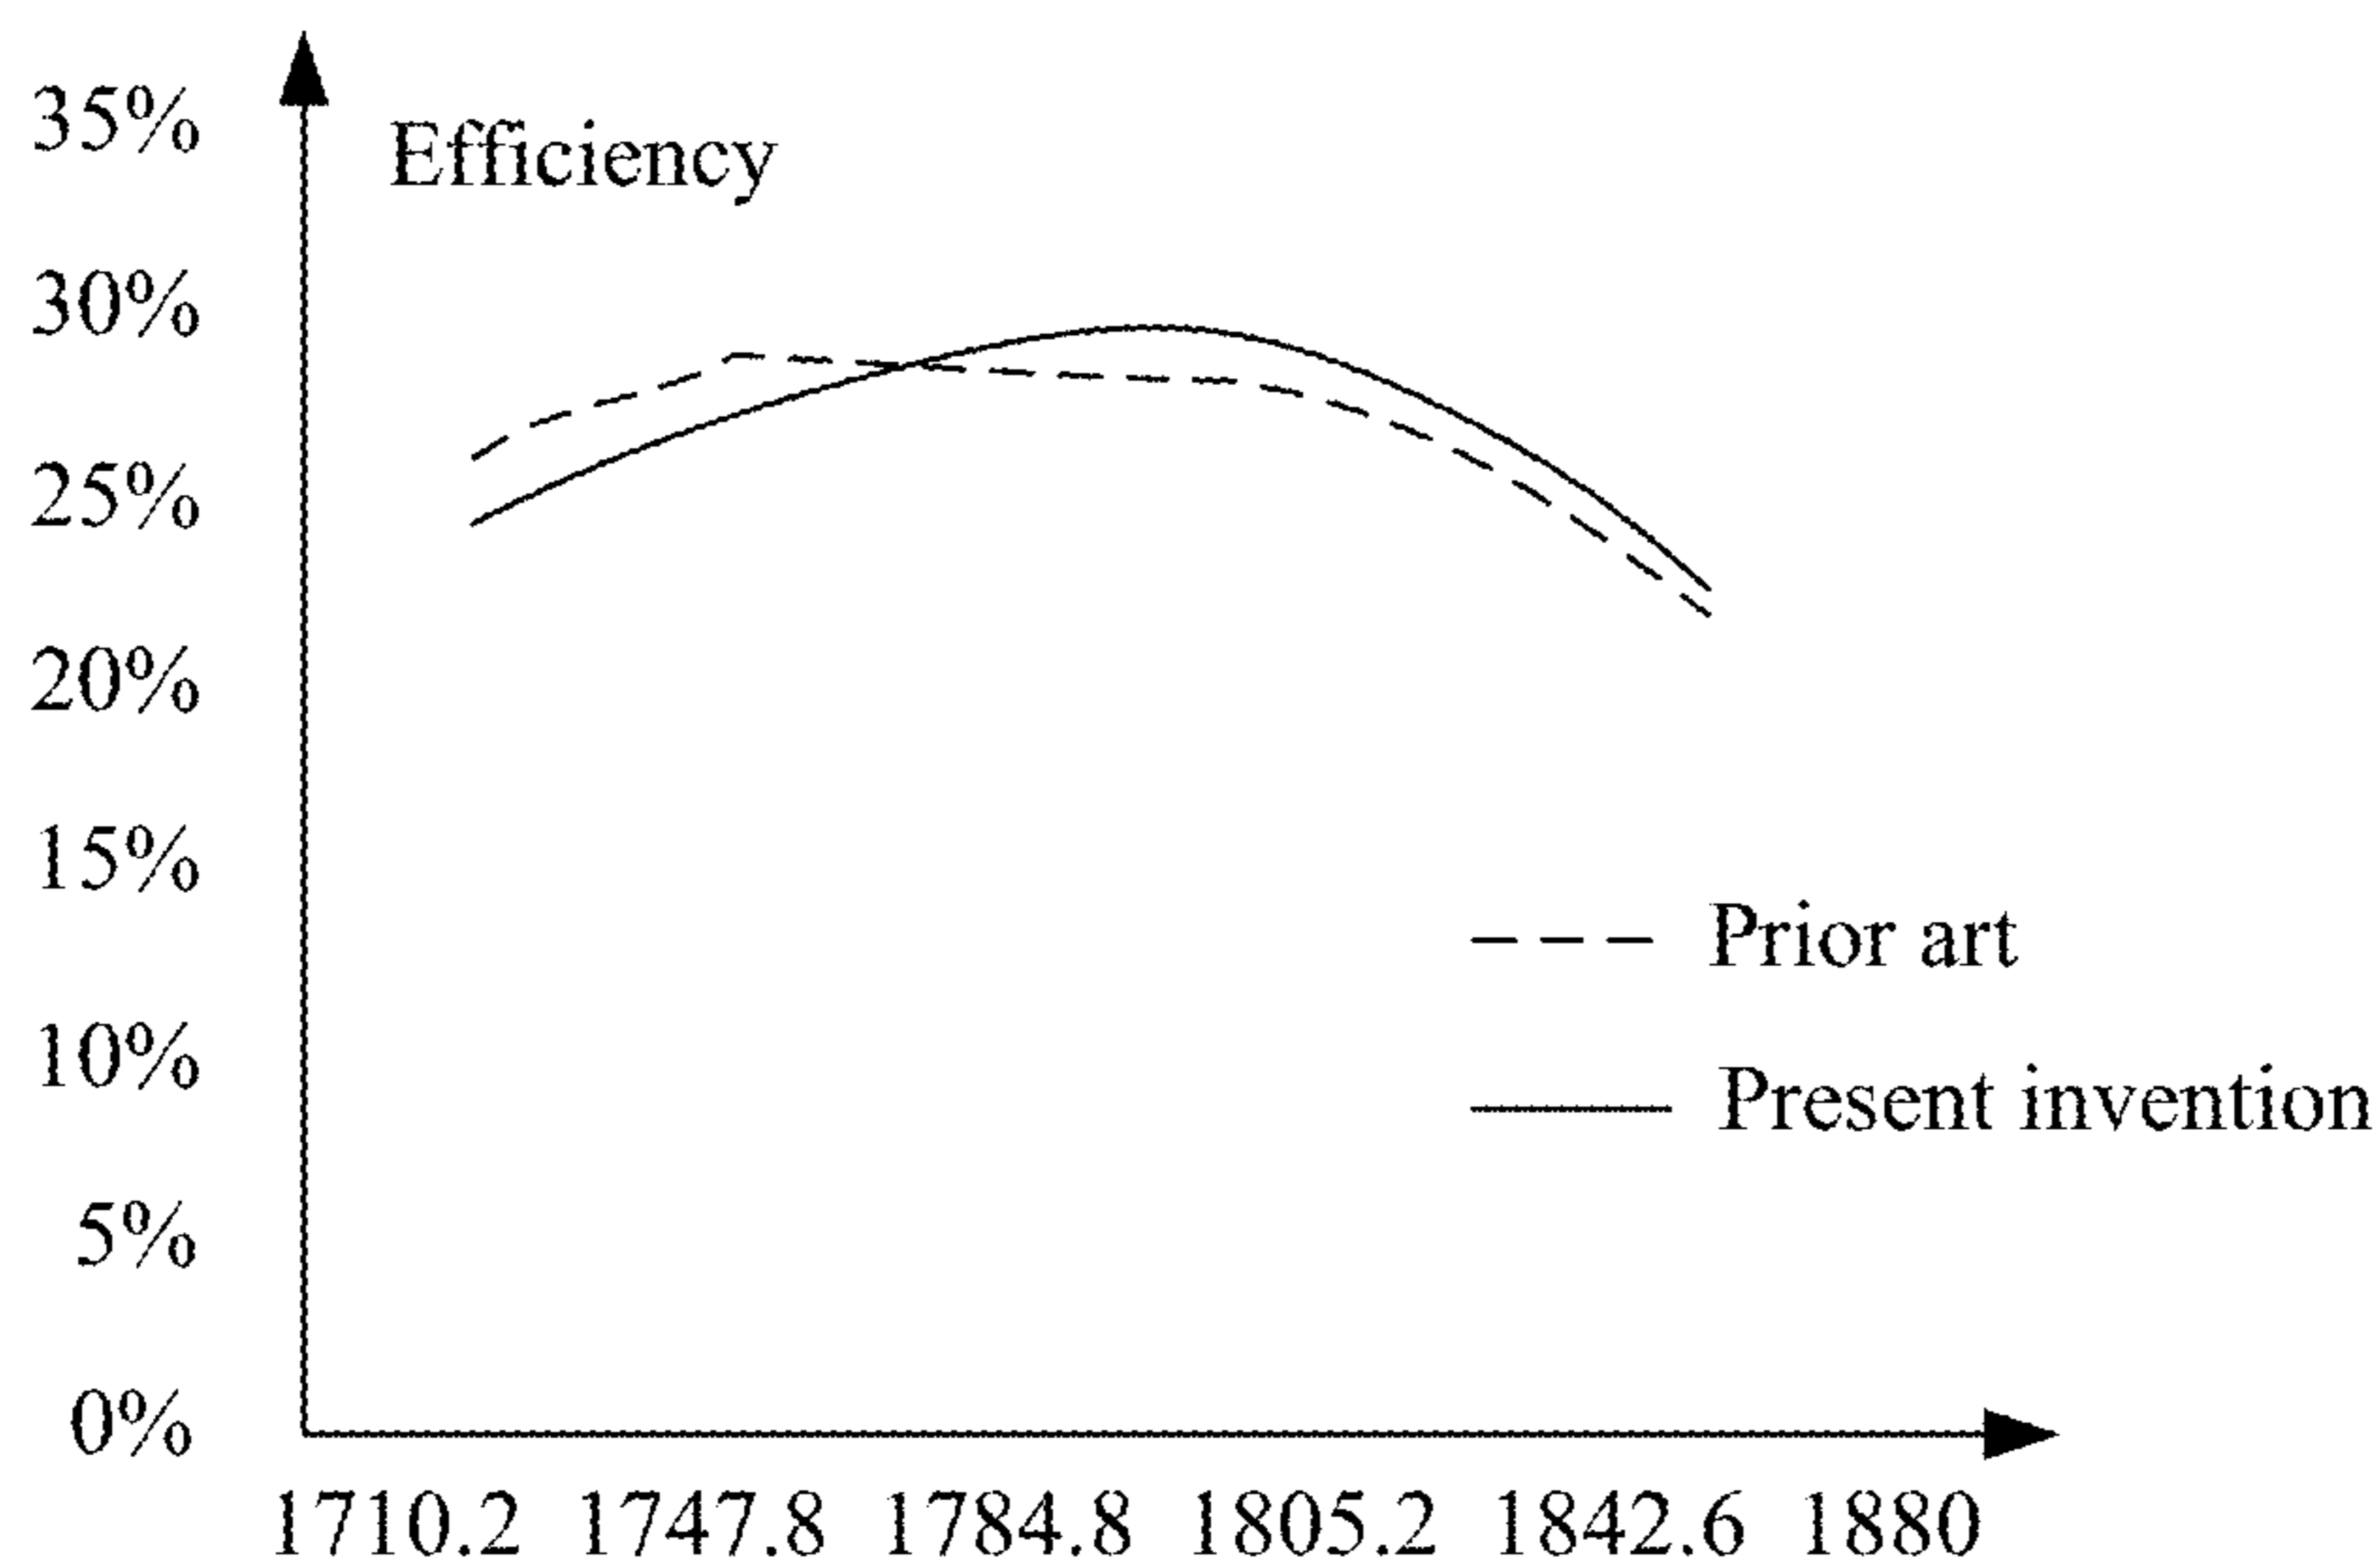 35%
Efficiency
30%
25%
20%
15%
Prior art
10%
Present invention
5%
0%
1710.2 1747.8 1784.8 1805.2 1842.6 1880